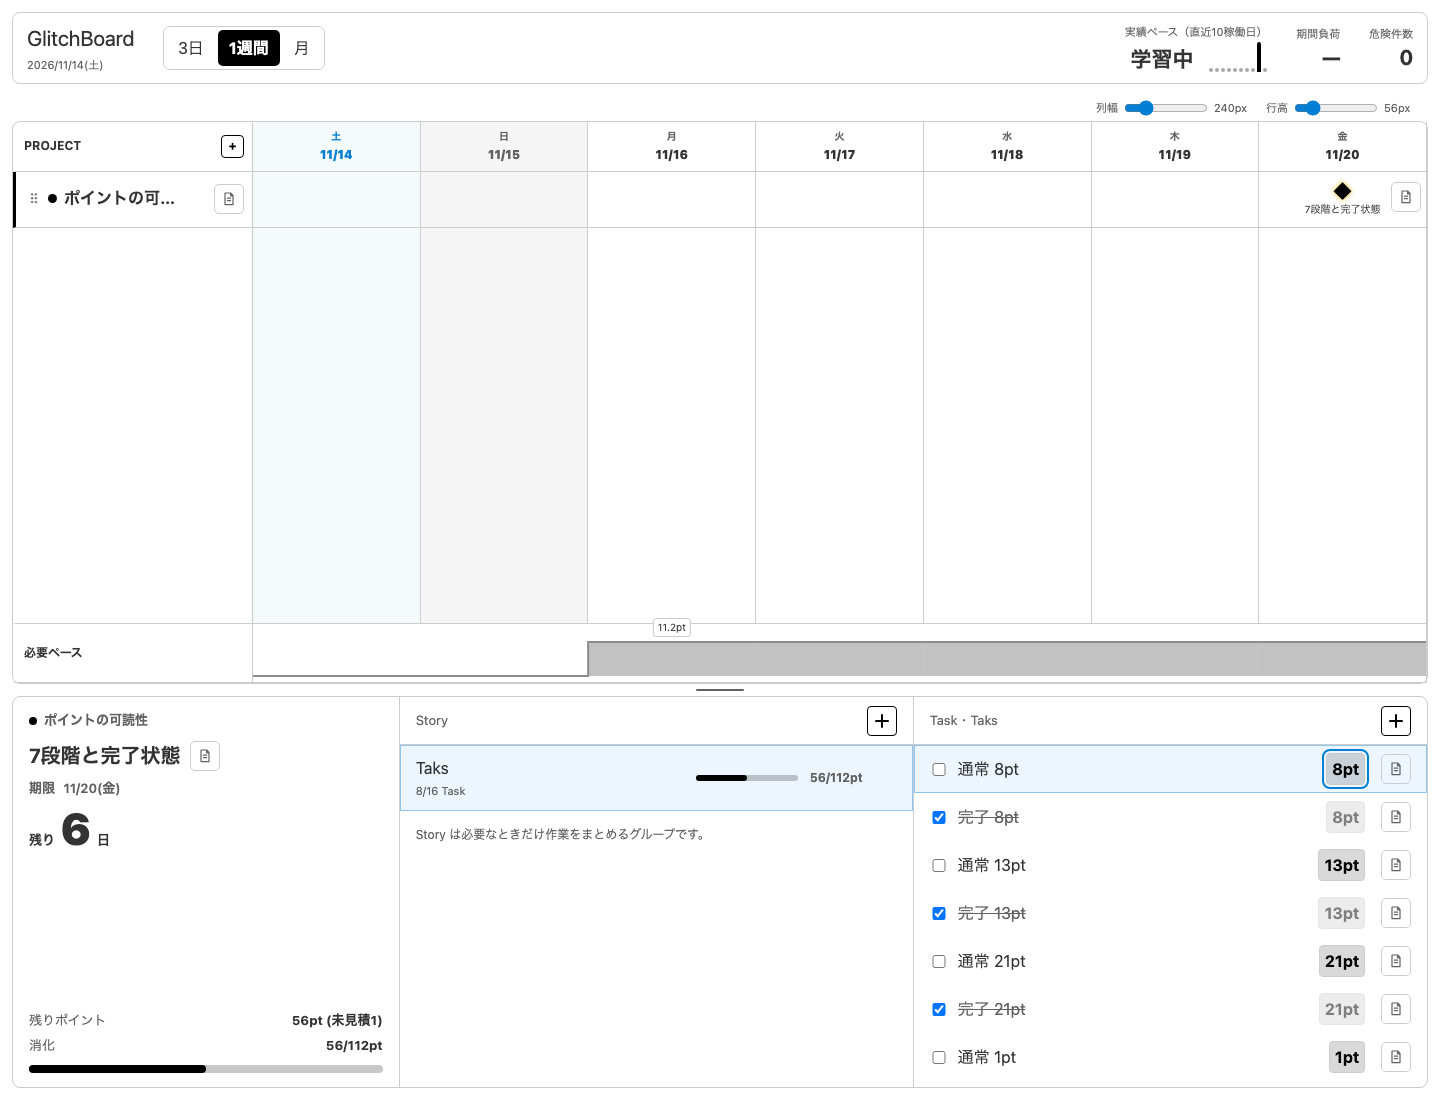 GlitchBoard
2026/11/14(土)
3日
1週間
月
実績ペース（直近10稼働日）
学習中
期間負荷
—
危険件数
0
列幅
240px
行高
56px
PROJECT
+
土
11/14
日
11/15
月
11/16
火
11/17
水
11/18
木
11/19
金
11/20
ポイントの可...
7段階と完了状態
必要ペース
11.2pt
ポイントの可読性
7段階と完了状態
期限 11/20(金)
残り 6 日
残りポイント
56pt (未見積1)
消化
56/112pt
Story
+
Taks
8/16 Task
56/112pt
Story は必要なときだけ作業をまとめるグループです。
Task · Taks
+
通常 8pt
8pt
完了 8pt
8pt
通常 13pt
13pt
完了 13pt
13pt
通常 21pt
21pt
完了 21pt
21pt
通常 1pt
1pt